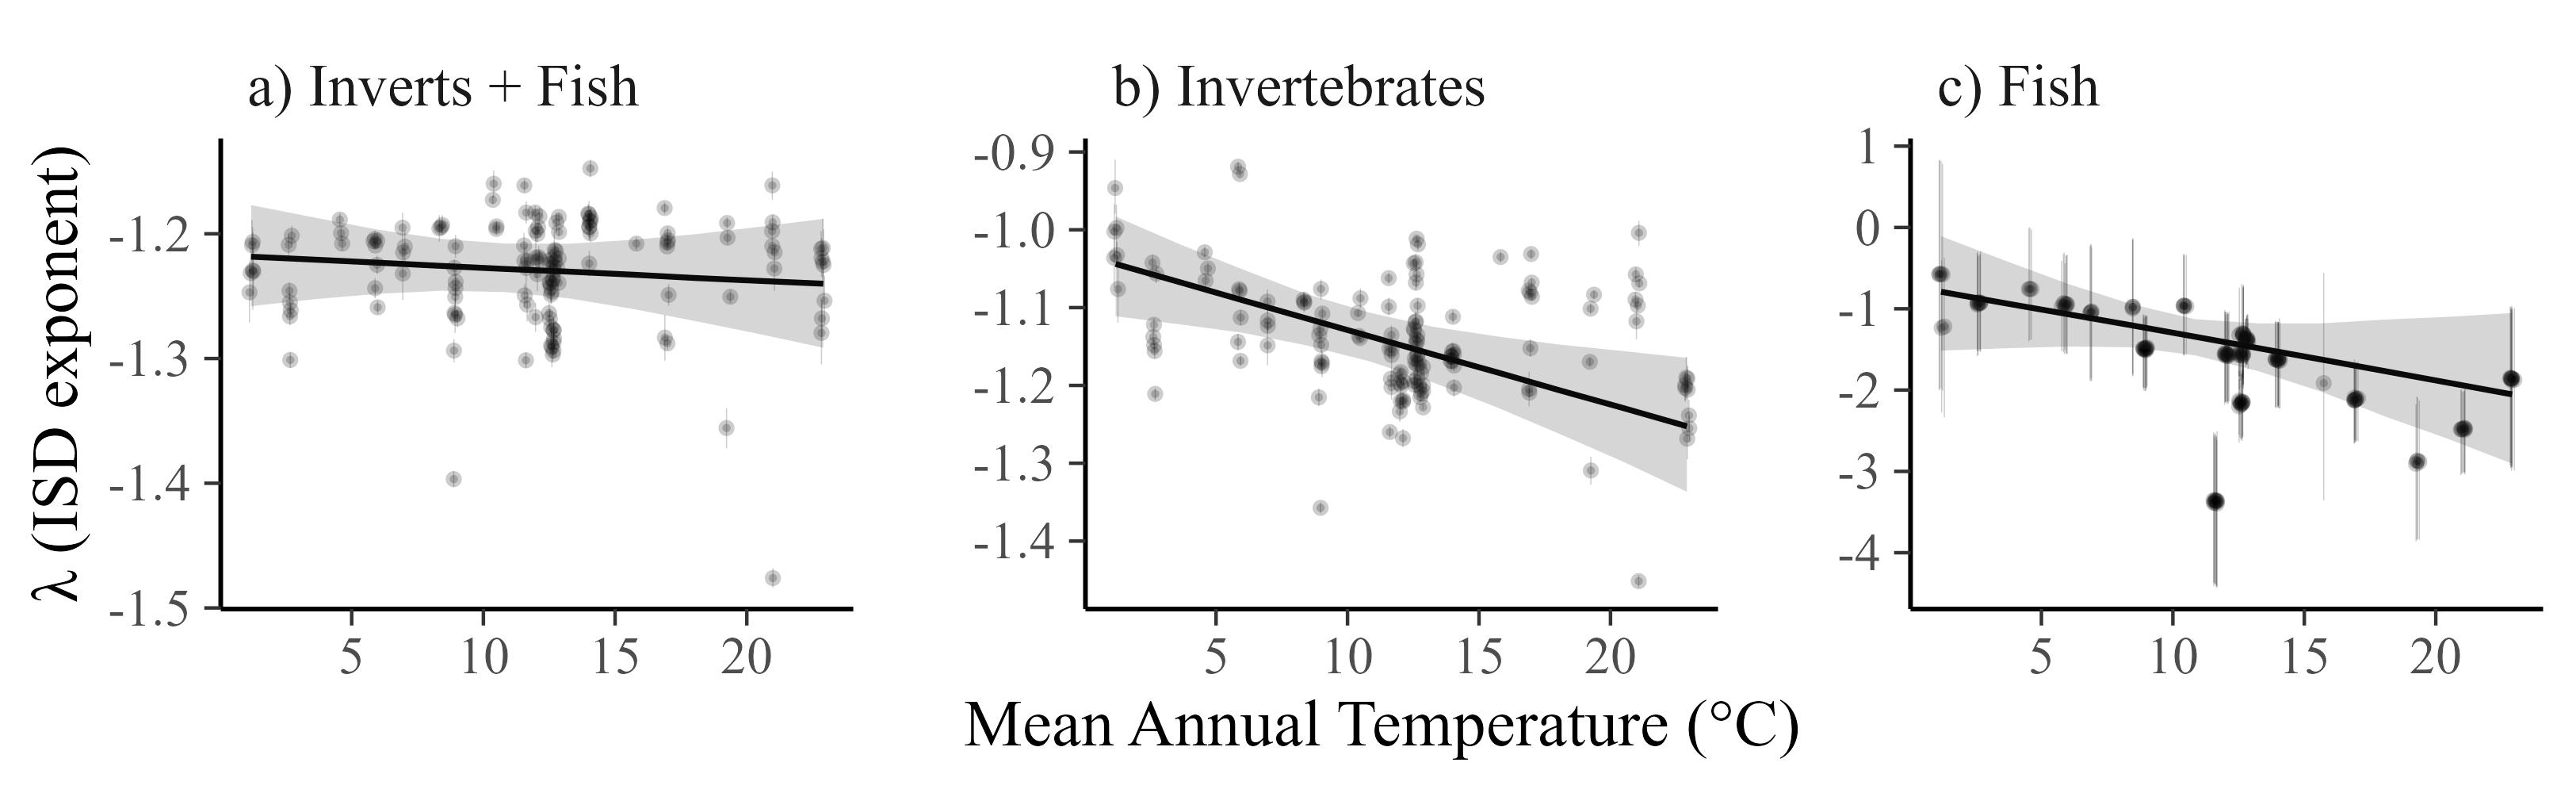 a) Inverts + Fish
b) Invertebrates
c) Fish
λ (ISD exponent)
-1.2
-1.3
-1.4
-1.5
5 10 15 20
-0.9
-1.0
-1.1
-1.2
-1.3
-1.4
5 10 15 20
1
0
-1
-2
-3
-4
5 10 15 20
Mean Annual Temperature (°C)